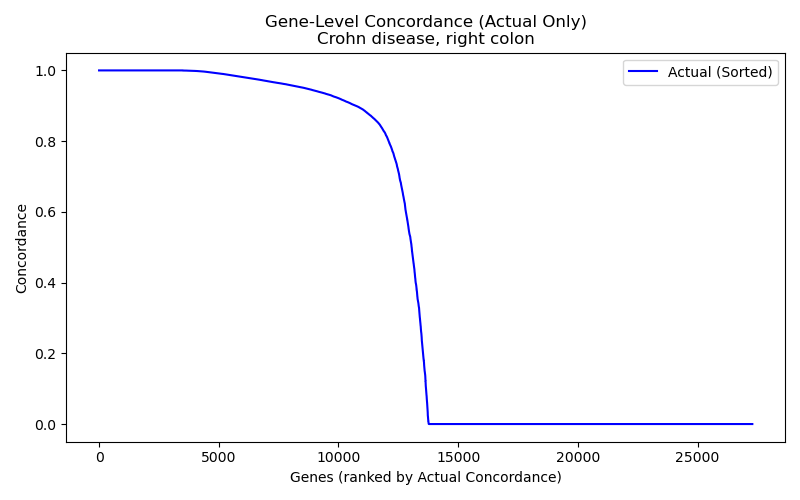 Gene-Level Concordance (Actual Only)
Crohn disease, right colon
Actual (Sorted)
Concordance
1.0
0.8
0.6
0.4
0.2
0.0
0 5000 10000 15000 20000 25000
Genes (ranked by Actual Concordance)